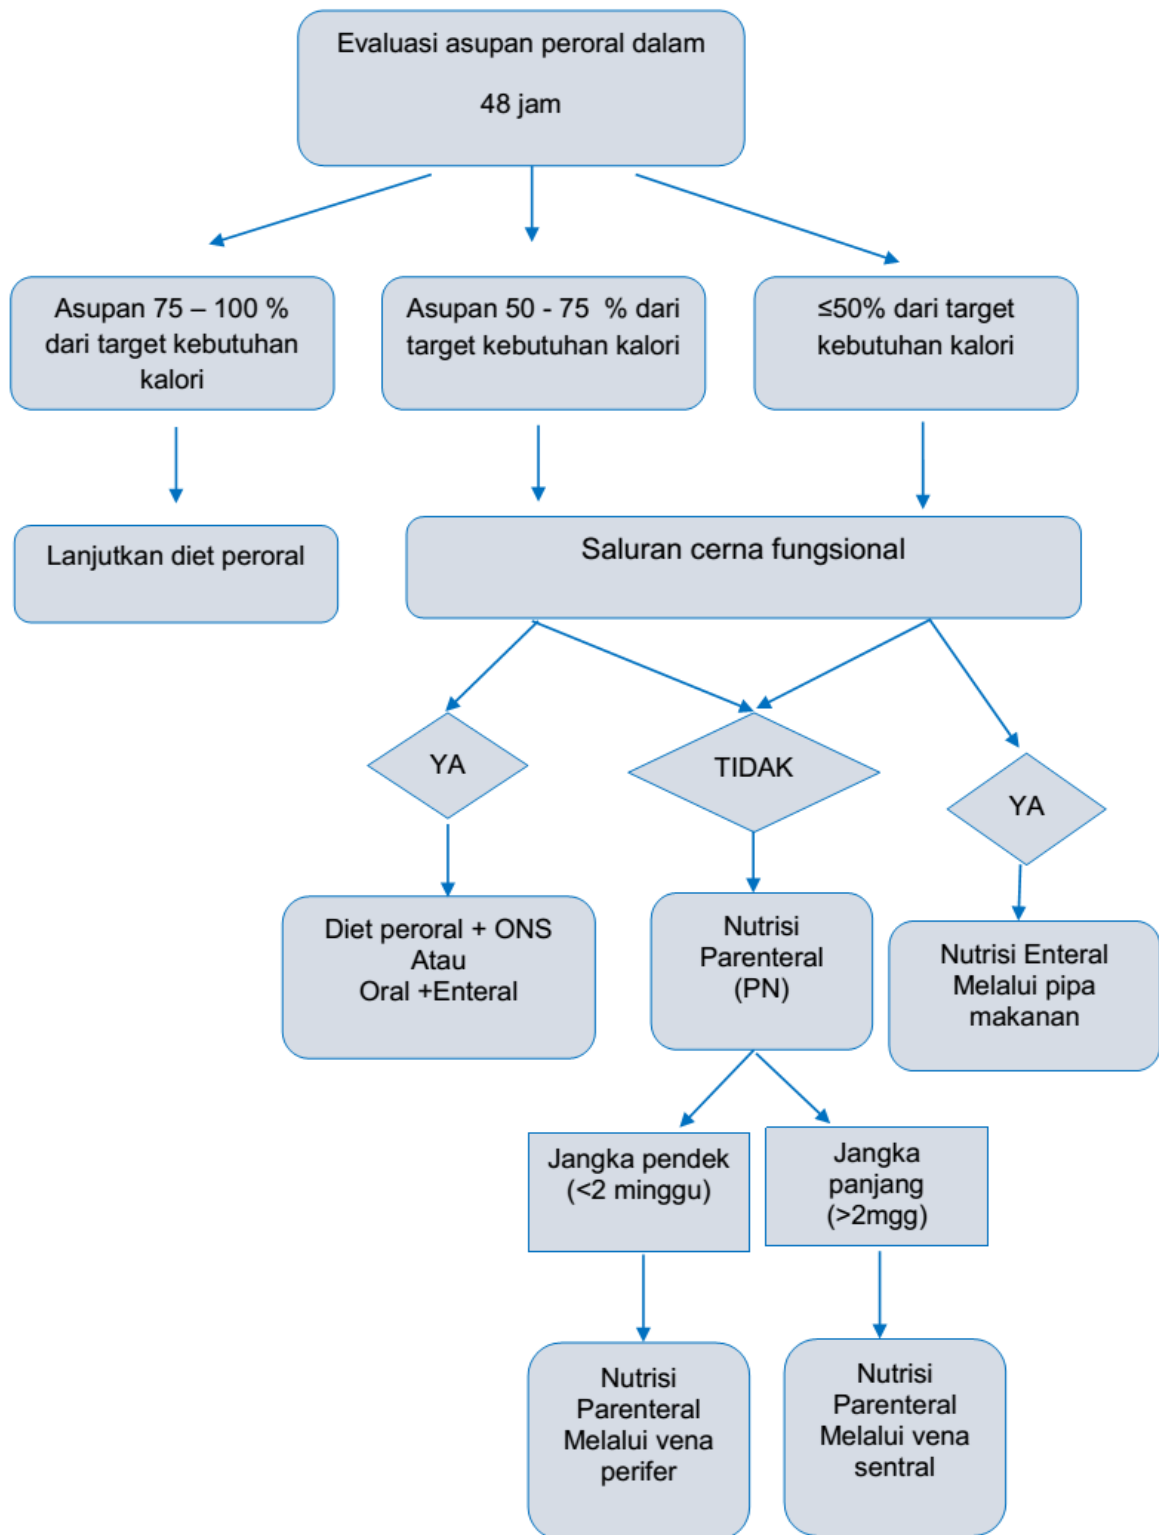 Evaluasi asupan peroral dalam
48 jam
Asupan 75 – 100 %
dari target kebutuhan
kalori
Asupan 50 - 75 % dari
target kebutuhan kalori
≤50% dari target
kebutuhan kalori
Lanjutkan diet peroral
Saluran cerna fungsional
YA
TIDAK
YA
Diet peroral + ONS
Atau
Oral +Enteral
Nutrisi
Parenteral
(PN)
Nutrisi Enteral
Melalui pipa
makanan
Jangka pendek
(<2 minggu)
Jangka
panjang
(>2mgg)
Nutrisi
Parenteral
Melalui vena
perifer
Nutrisi
Parenteral
Melalui vena
sentral